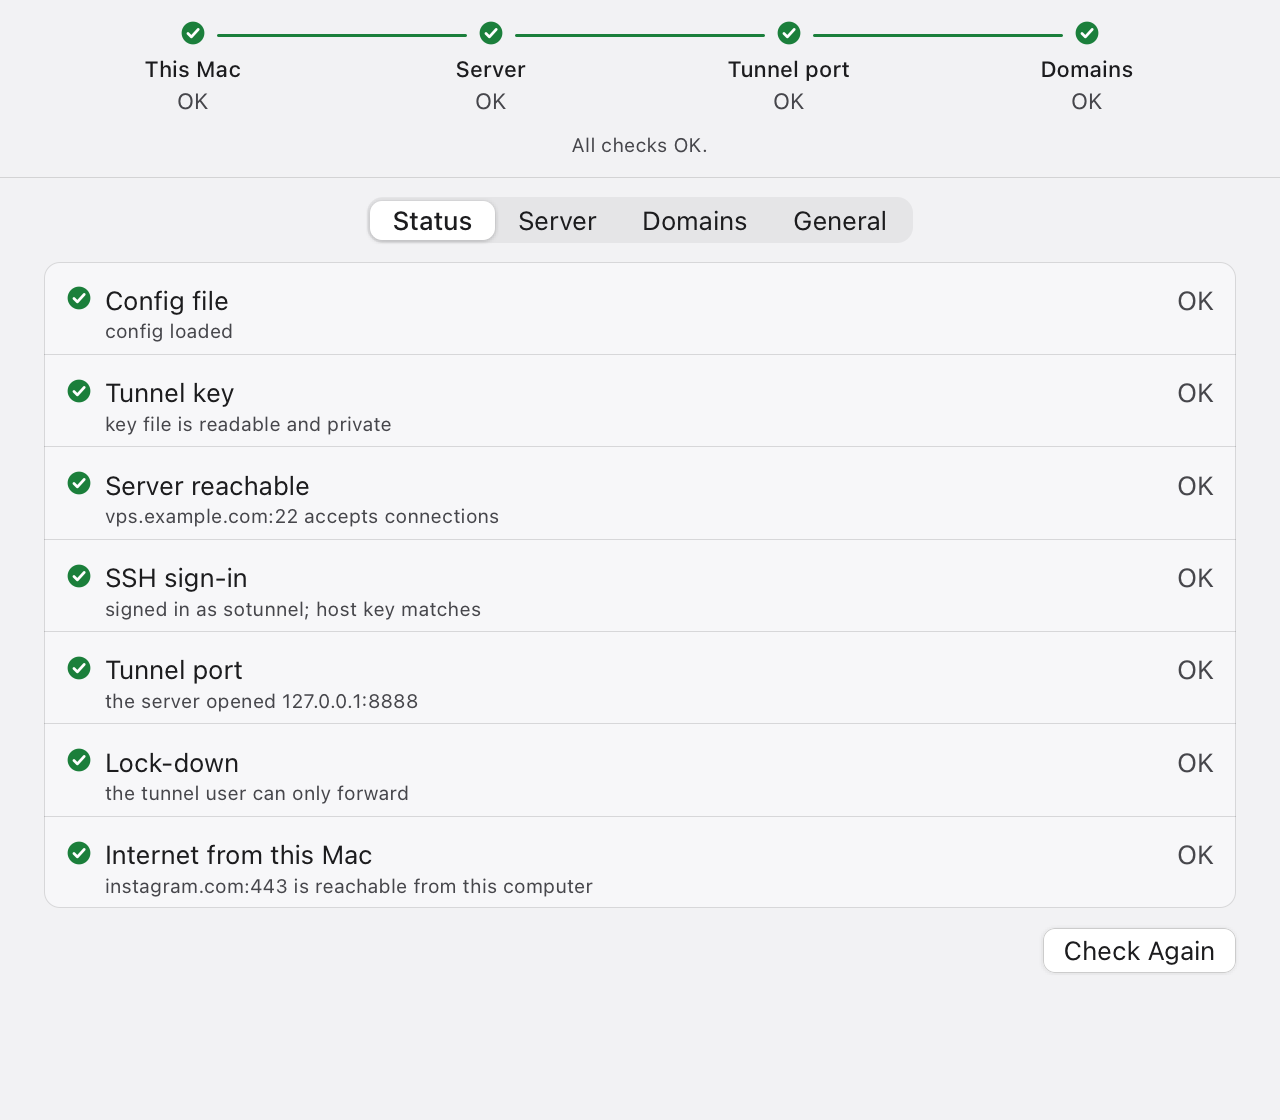 This Mac
OK
Server
OK
Tunnel port
OK
Domains
OK
All checks OK.
Status
Server
Domains
General
Config file
OK
config loaded
Tunnel key
OK
key file is readable and private
Server reachable
OK
vps.example.com:22 accepts connections
SSH sign-in
OK
signed in as sotunnel; host key matches
Tunnel port
OK
the server opened 127.0.0.1:8888
Lock-down
OK
the tunnel user can only forward
Internet from this Mac
OK
instagram.com:443 is reachable from this computer
Check Again